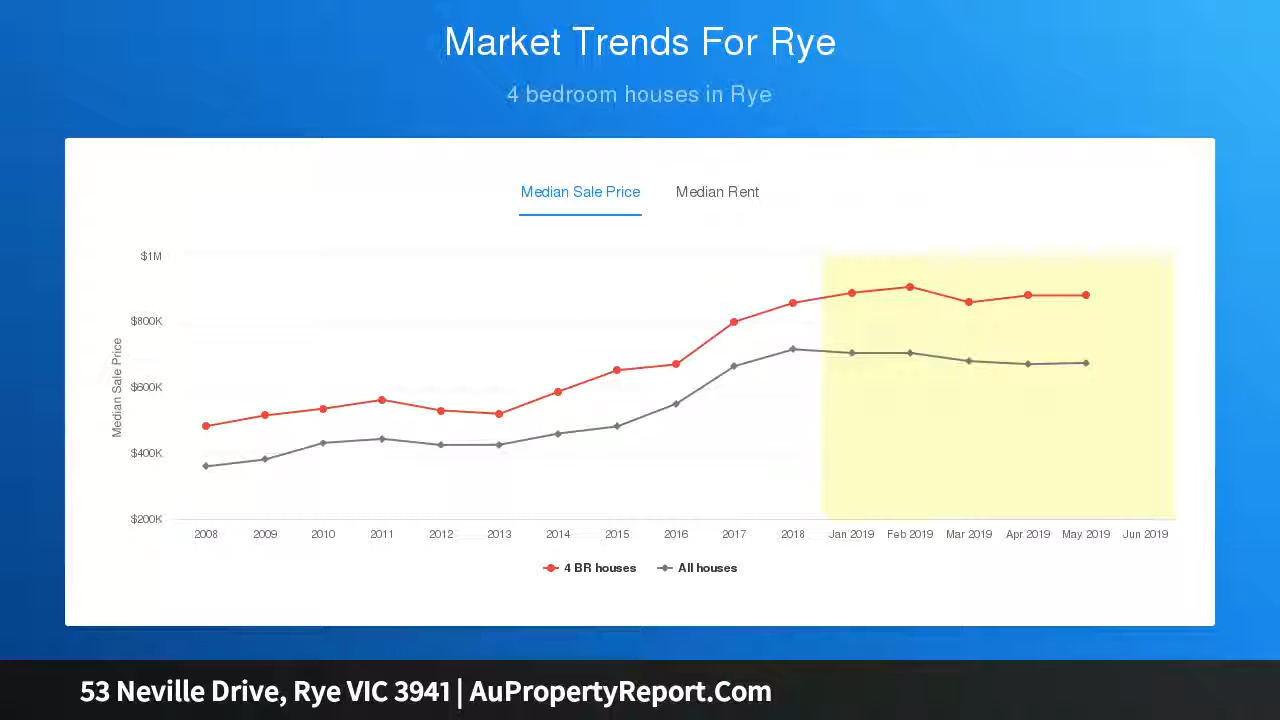 Market Trends For Rye
4 bedroom houses in Rye
Median Sale Price Median Rent
$1M
$800K
$600K
$400K
$200K
Median Sale Price
2008 2009 2010 2011 2012 2013 2014 2015 2016 2017 2018 Jan 2019 Feb 2019 Mar 2019 Apr 2019 May 2019 Jun 2019
4 BR houses All houses
53 Neville Drive, Rye VIC 3941 | AuPropertyReport.Com